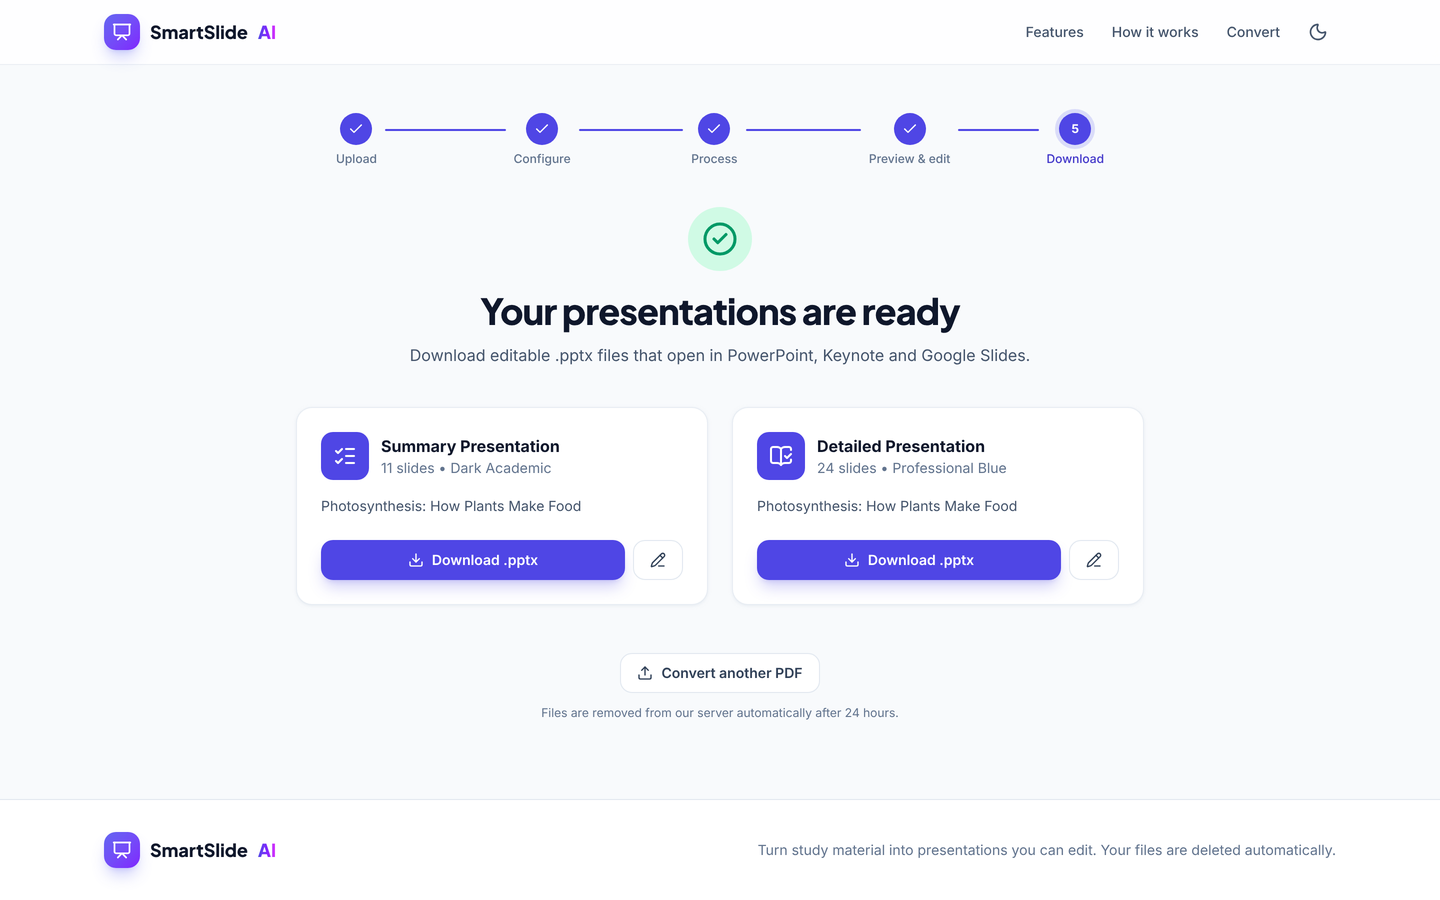 SmartSlide AI
Features
How it works
Convert
5
Upload
Configure
Process
Preview & edit
Download
Your presentations are ready
Download editable .pptx files that open in PowerPoint, Keynote and Google Slides.
Summary Presentation
11 slides • Dark Academic
Photosynthesis: How Plants Make Food
Download .pptx
Detailed Presentation
24 slides • Professional Blue
Photosynthesis: How Plants Make Food
Download .pptx
Convert another PDF
Files are removed from our server automatically after 24 hours.
SmartSlide AI
Turn study material into presentations you can edit. Your files are deleted automatically.